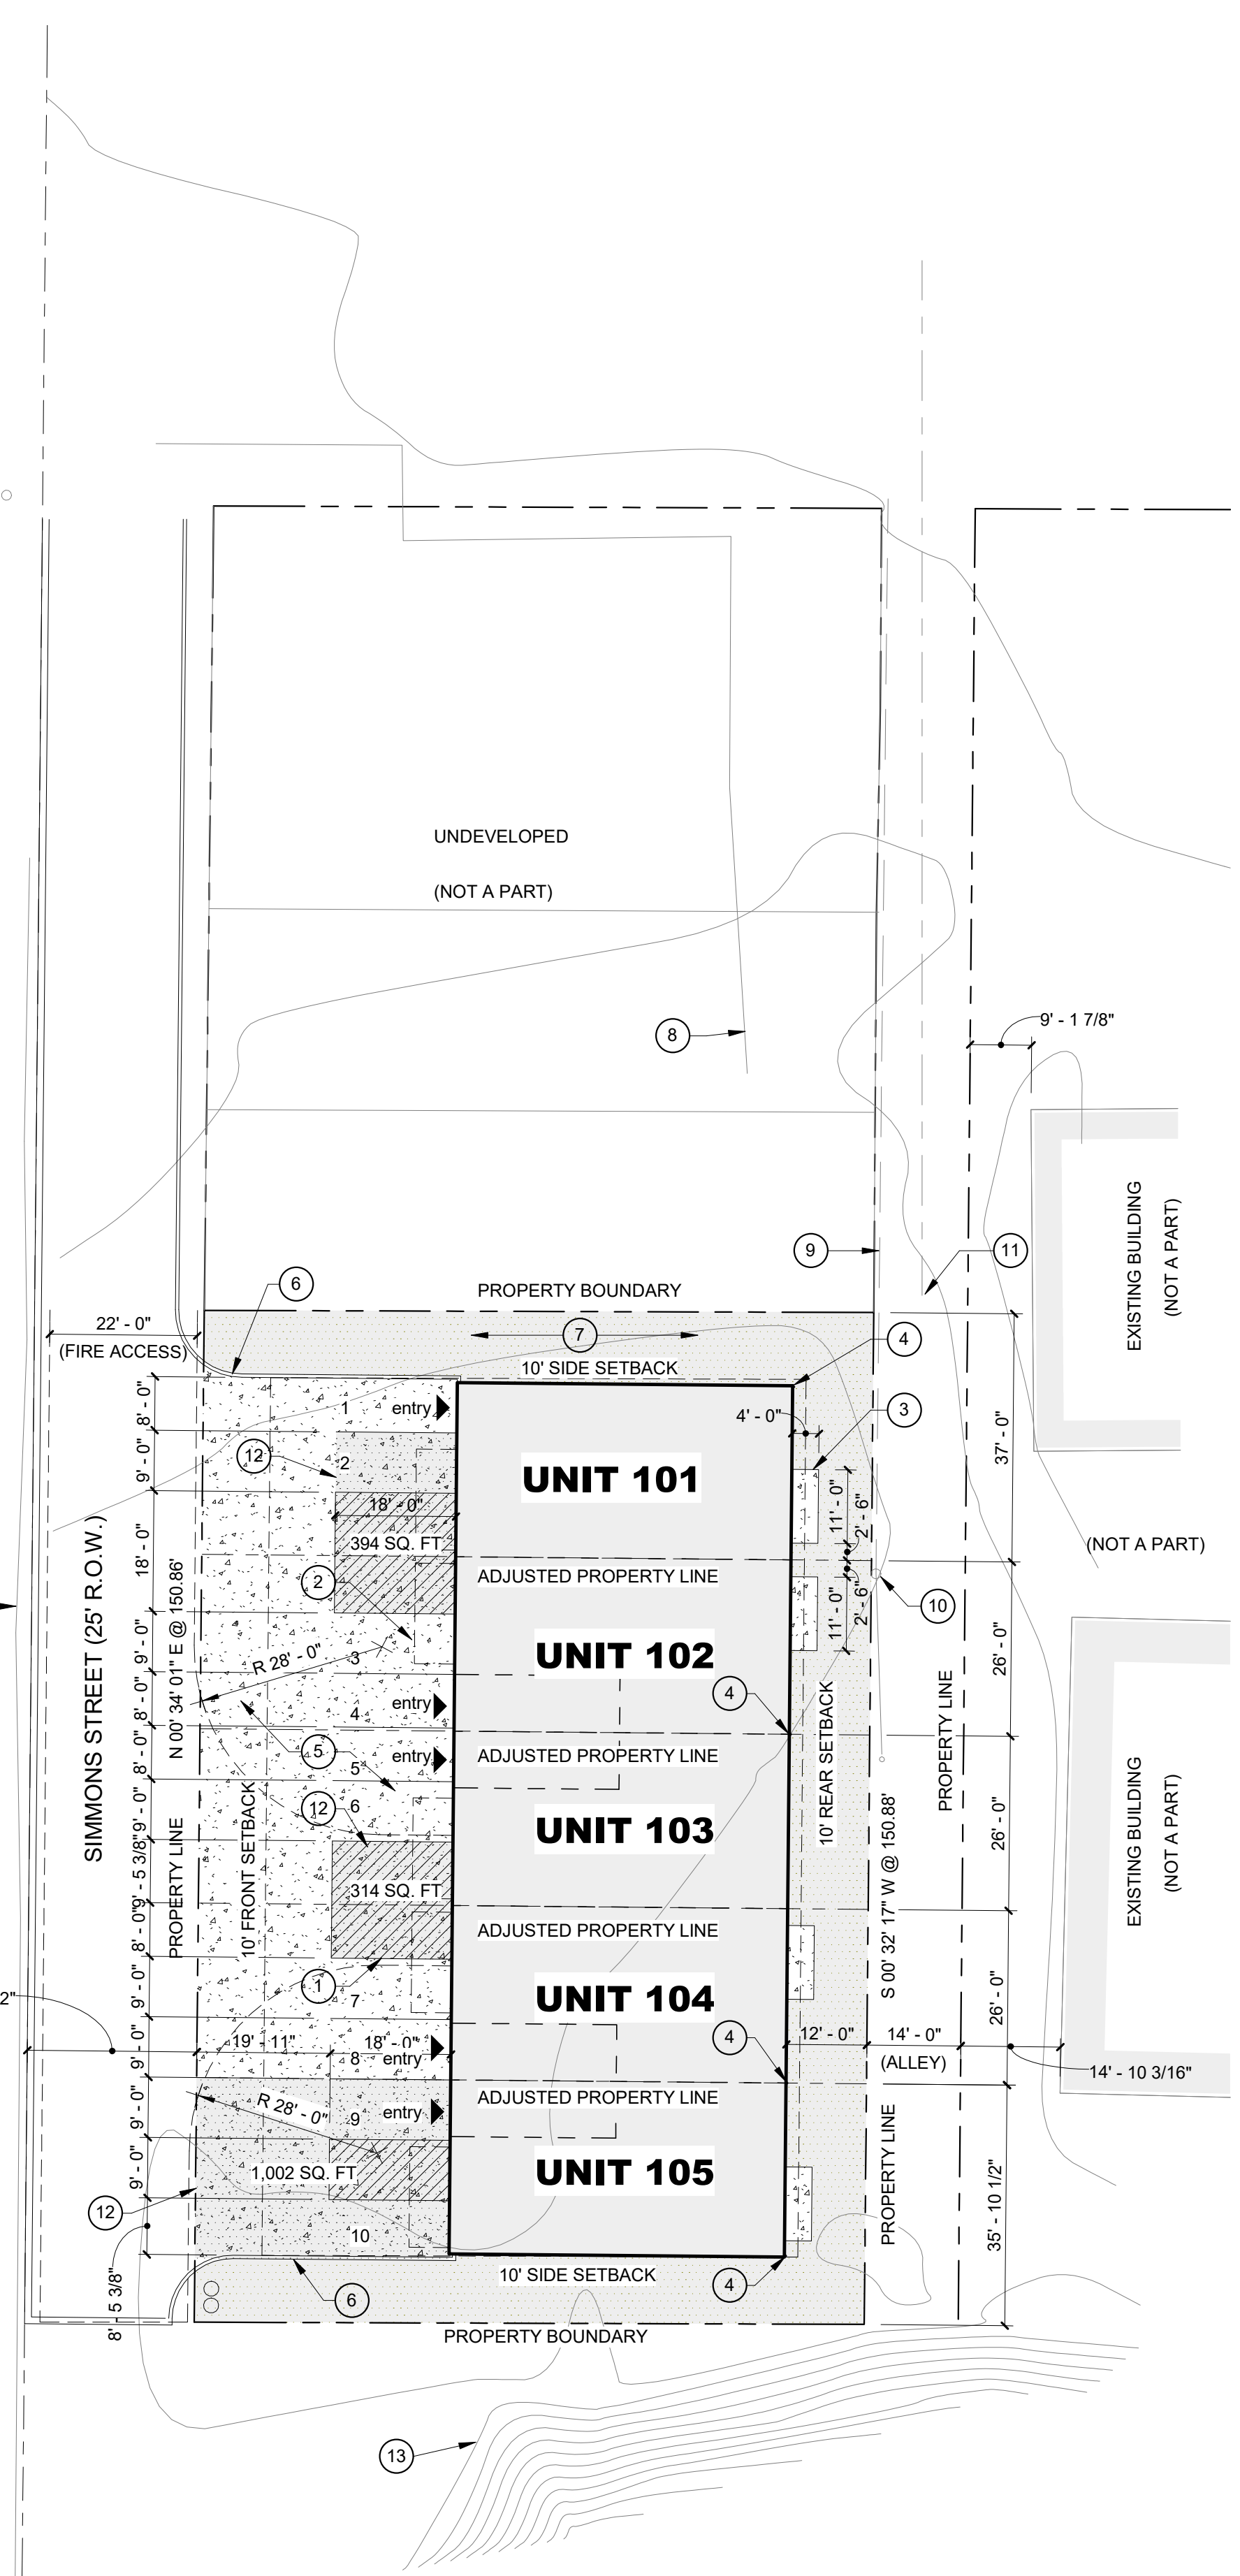 UNDEVELOPED
(NOT A PART)
8
9' - 1 7/8"
EXISTING BUILDING
(NOT A PART)
9
11
6
PROPERTY BOUNDARY
22' - 0"
(FIRE ACCESS)
7
4
10' SIDE SETBACK
8' - 0"
1
entry
4' - 0"
3
37' - 0"
9' - 0"
12
2
UNIT 101
11' - 0"
2' - 6"
18' - 0"
18' - 0"
394 SQ. FT
(NOT A PART)
SIMMONS STREET (25' R.O.W.)
N 00° 34' 01" E @ 150.86'
2
ADJUSTED PROPERTY LINE
10
11' - 0"
2' - 6"
9' - 0"
R 28' - 0"
3
UNIT 102
26' - 0"
8' - 0"
4
entry
4
PROPERTY LINE
10' REAR SETBACK
8' - 0"
5
5
entry
ADJUSTED PROPERTY LINE
9' - 0"
12
6
UNIT 103
26' - 0"
EXISTING BUILDING
(NOT A PART)
9' - 5 3/8"
PROPERTY LINE
10' FRONT SETBACK
314 SQ. FT
S 00° 32' 17" W @ 150.88'
8' - 0"
ADJUSTED PROPERTY LINE
9' - 0"
1
7
UNIT 104
26' - 0"
2"
9' - 0"
19' - 11"
18' - 0"
8
entry
4
12' - 0"
14' - 0"
(ALLEY)
14' - 10 3/16"
9' - 0"
R 28' - 0"
9
entry
ADJUSTED PROPERTY LINE
PROPERTY LINE
9' - 0"
1,002 SQ. FT
UNIT 105
35' - 10 1/2"
12
10
8' - 5 3/8"
6
10' SIDE SETBACK
4
PROPERTY BOUNDARY
13